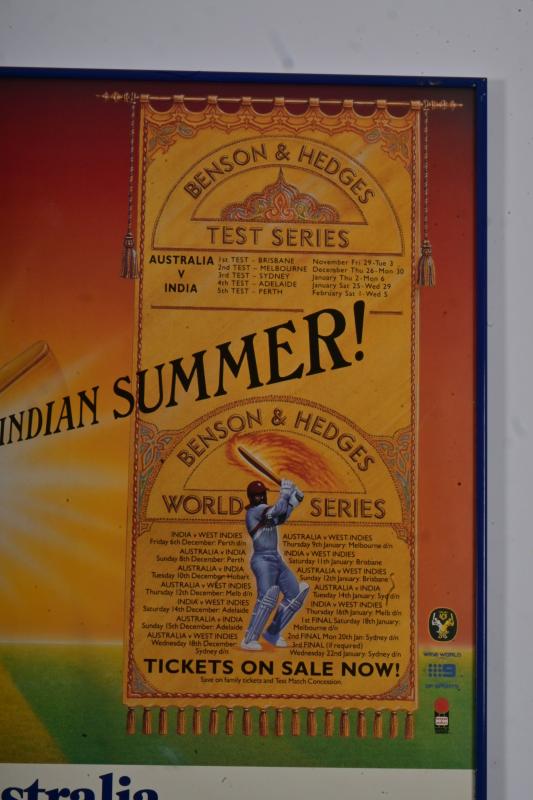 BENSON & HEDGES
TEST SERIES
AUSTRALIA
V
INDIA
1st TEST - BRISBANE November Fri 29-Tue 3
2nd TEST - MELBOURNE December Thu 26-Mon 30
3rd TEST - SYDNEY January Thu 2-Mon 6
4th TEST - ADELAIDE January Sat 25-Wed 29
5th TEST - PERTH February Sat 1-Wed 5
INDIAN SUMMER!
BENSON & HEDGES
WORLD SERIES
INDIA v WEST INDIES
Friday 6th December: Perth d/n
AUSTRALIA v INDIA
Sunday 8th December: Perth
AUSTRALIA v INDIA
Tuesday 10th December: Hobart
AUSTRALIA v WEST INDIES
Thursday 12th December: Melb d/n
INDIA v WEST INDIES
Saturday 14th December: Adelaide
AUSTRALIA v INDIA
Sunday 15th December: Adelaide
AUSTRALIA v WEST INDIES
Wednesday 18th December:
Sydney d/n
AUSTRALIA v WEST INDIES
Thursday 9th January: Melbourne d/n
INDIA v WEST INDIES
Saturday 11th January: Brisbane
AUSTRALIA v WEST INDIES
Sunday 12th January: Brisbane
AUSTRALIA v INDIA
Tuesday 14th January: Syd d/n
INDIA v WEST INDIES
Thursday 16th January: Melb d/n
1st FINAL Saturday 18th January:
Melbourne d/n
2nd FINAL Mon 20th Jan: Sydney d/n
3rd FINAL (if required)
Wednesday 22nd January: Sydney d/n
TICKETS ON SALE NOW!
Save on family tickets and Test Match Concession.
WIDE WORLD
9
OF SPORTS
stralia